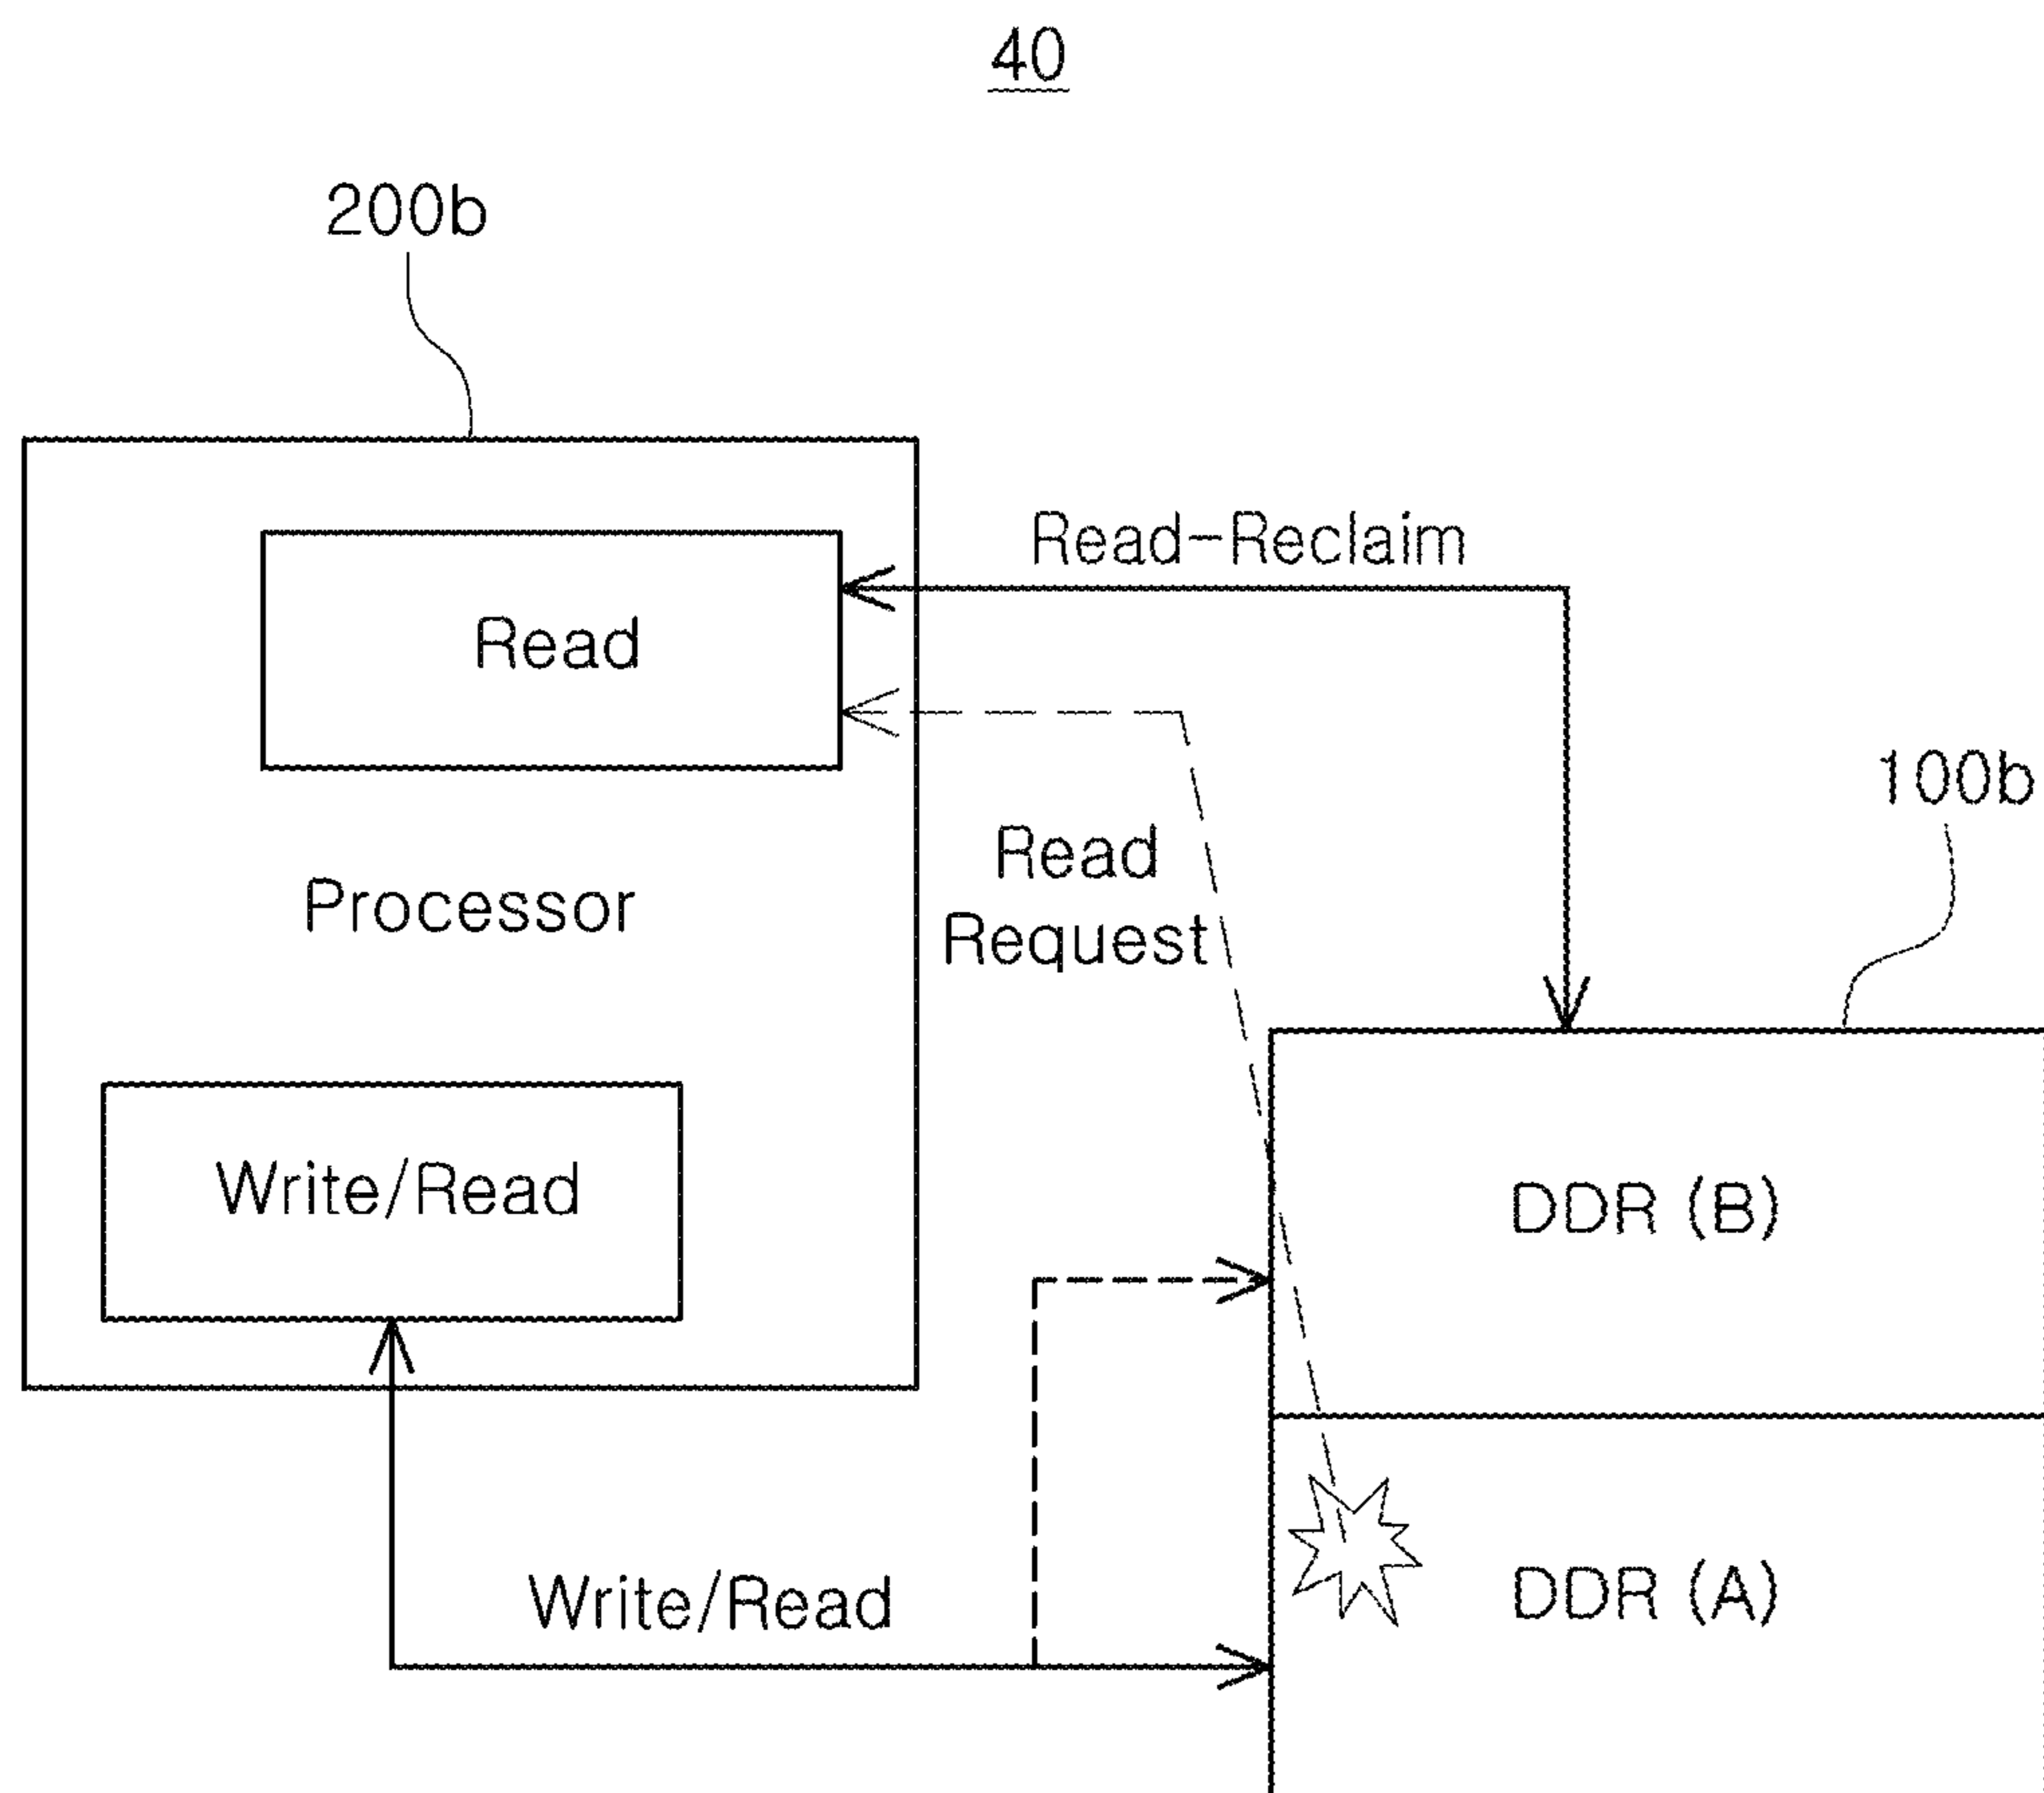 40
200b
Read-Reclaim
Read
100b
Read
Request
Processor
Write/Read
DDR (B)
Write/Read
DDR (A)